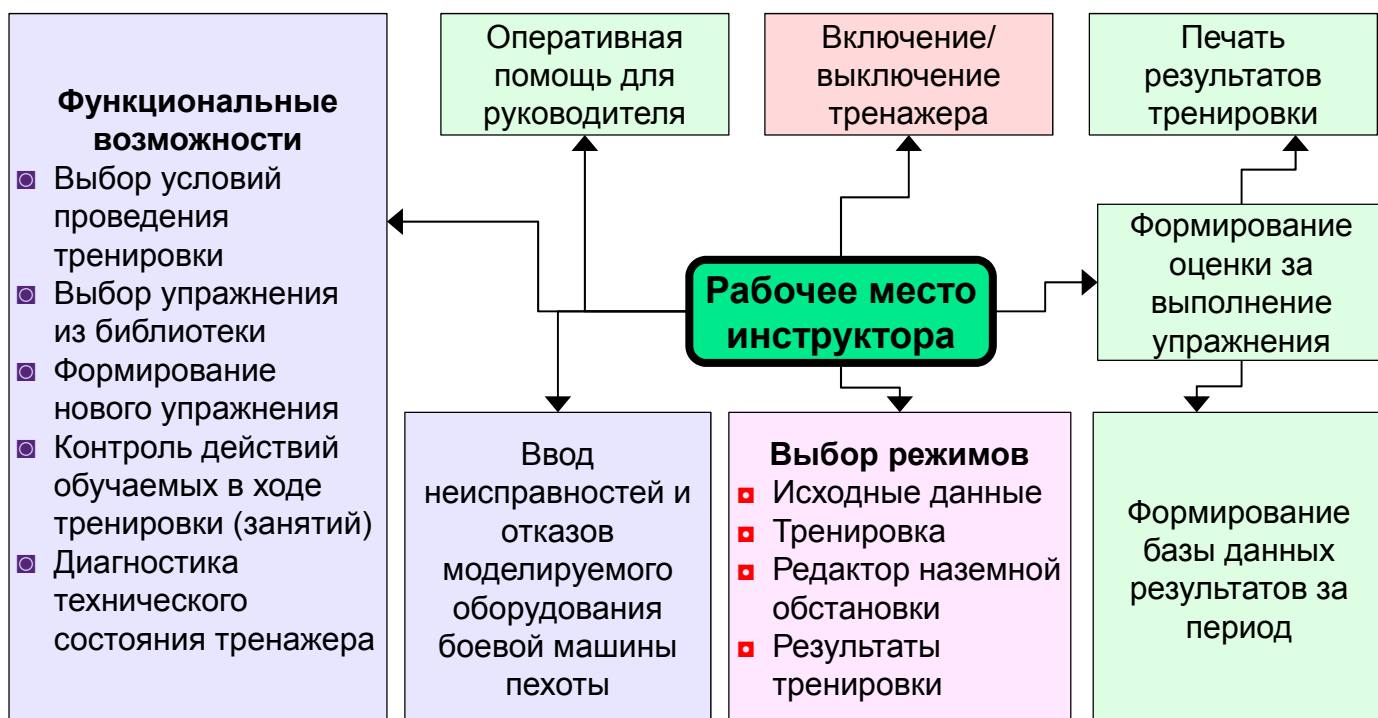 Функциональные
возможности
Выбор условий
проведения
тренировки
Выбор упражнения
из библиотеки
Формирование
нового упражнения
Контроль действий
обучаемых в ходе
тренировки (занятий)
Диагностика
технического
состояния тренажера
Оперативная
помощь для
руководителя
Включение/
выключение
тренажера
Печать
результатов
тренировки
Рабочее место
инструктора
Формирование
оценки за
выполнение
упражнения
Ввод
неисправностей и
отказов
моделируемого
оборудования
боевой машины
пехоты
Выбор режимов
Исходные данные
Тренировка
Редактор наземной
обстановки
Результаты
тренировки
Формирование
базы данных
результатов за
период